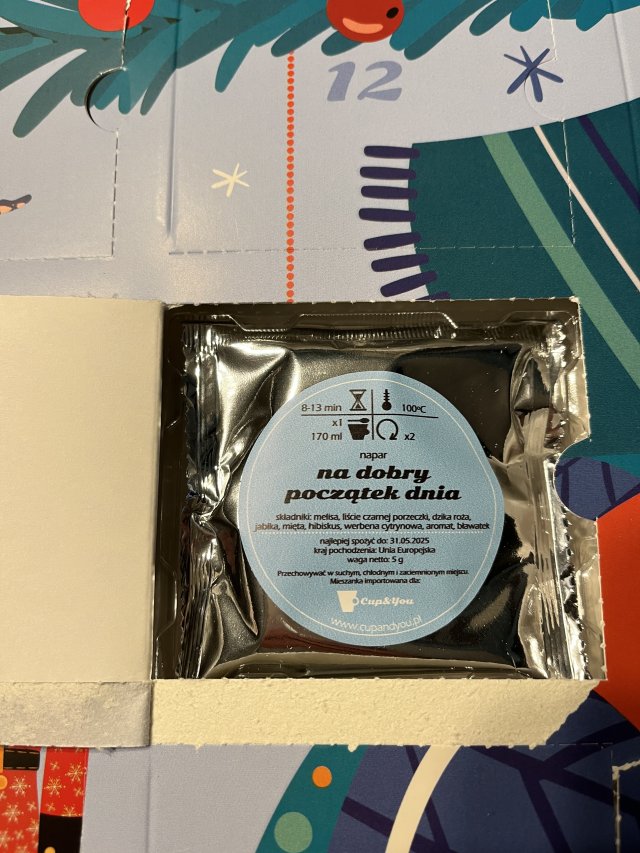 12
8-13 min
100°C
x1
170 ml
x2
napar
na dobry
początek dnia
składniki: melisa, liście czarnej porzeczki, dzika róża,
jabłka, mięta, hibiskus, werbena cytrynowa, aromat, bławatek
najlepiej spożyć do: 31.05.2025
kraj pochodzenia: Unia Europejska
waga netto: 5 g
Przechowywać w suchym, chłodnym i zaciemnionym miejscu.
Mieszanka importowana dla:
Cup&You
www.cupandyou.pl